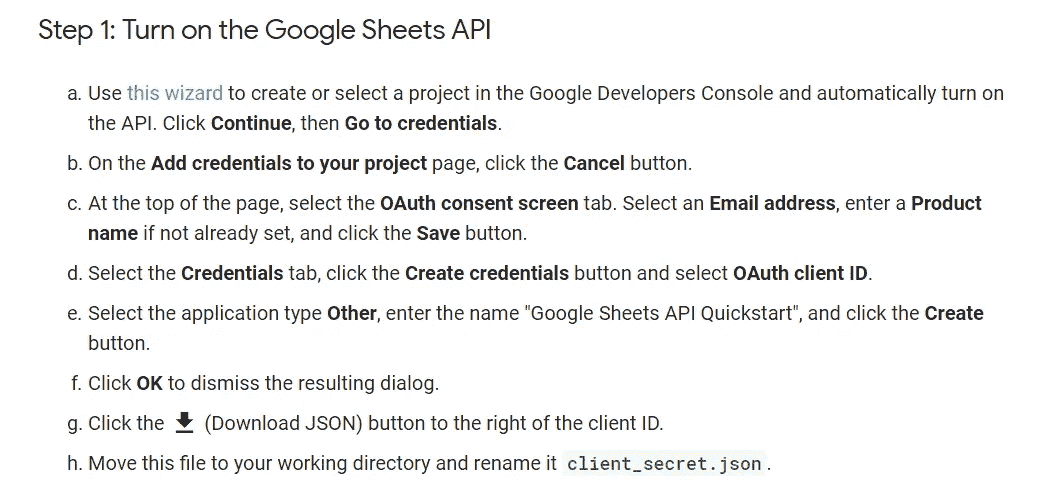 Step 1: Turn on the Google Sheets API
a. Use this wizard to create or select a project in the Google Developers Console and automatically turn on
the API. Click Continue, then Go to credentials.
b. On the Add credentials to your project page, click the Cancel button.
c. At the top of the page, select the OAuth consent screen tab. Select an Email address, enter a Product
name if not already set, and click the Save button.
d. Select the Credentials tab, click the Create credentials button and select OAuth client ID.
e. Select the application type Other, enter the name "Google Sheets API Quickstart", and click the Create
button.
f. Click OK to dismiss the resulting dialog.
g. Click the (Download JSON) button to the right of the client ID.
h. Move this file to your working directory and rename it client_secret.json.